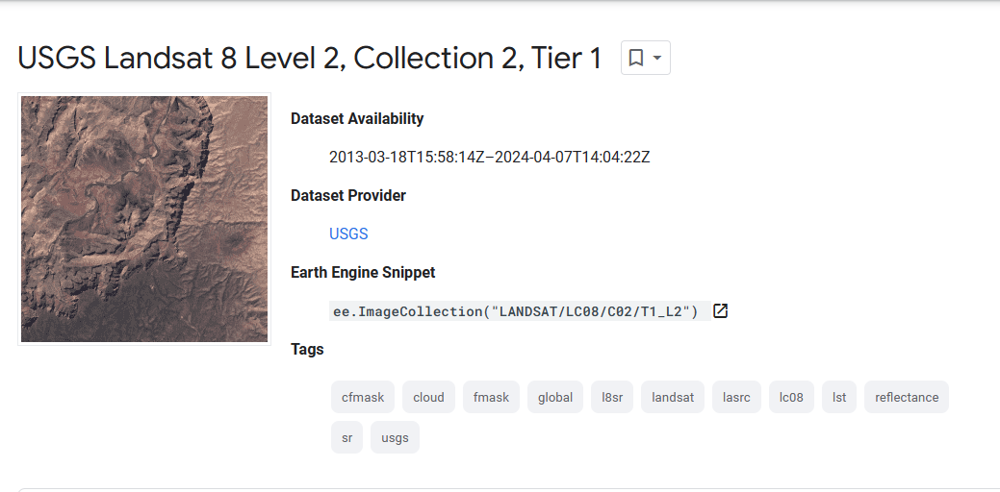 USGS Landsat 8 Level 2, Collection 2, Tier 1
Dataset Availability
2013-03-18T15:58:14Z–2024-04-07T14:04:22Z
Dataset Provider
USGS
Earth Engine Snippet
ee.ImageCollection("LANDSAT/LC08/C02/T1_L2")
Tags
cfmask cloud fmask global l8sr landsat lasrc lc08 lst reflectance
sr usgs